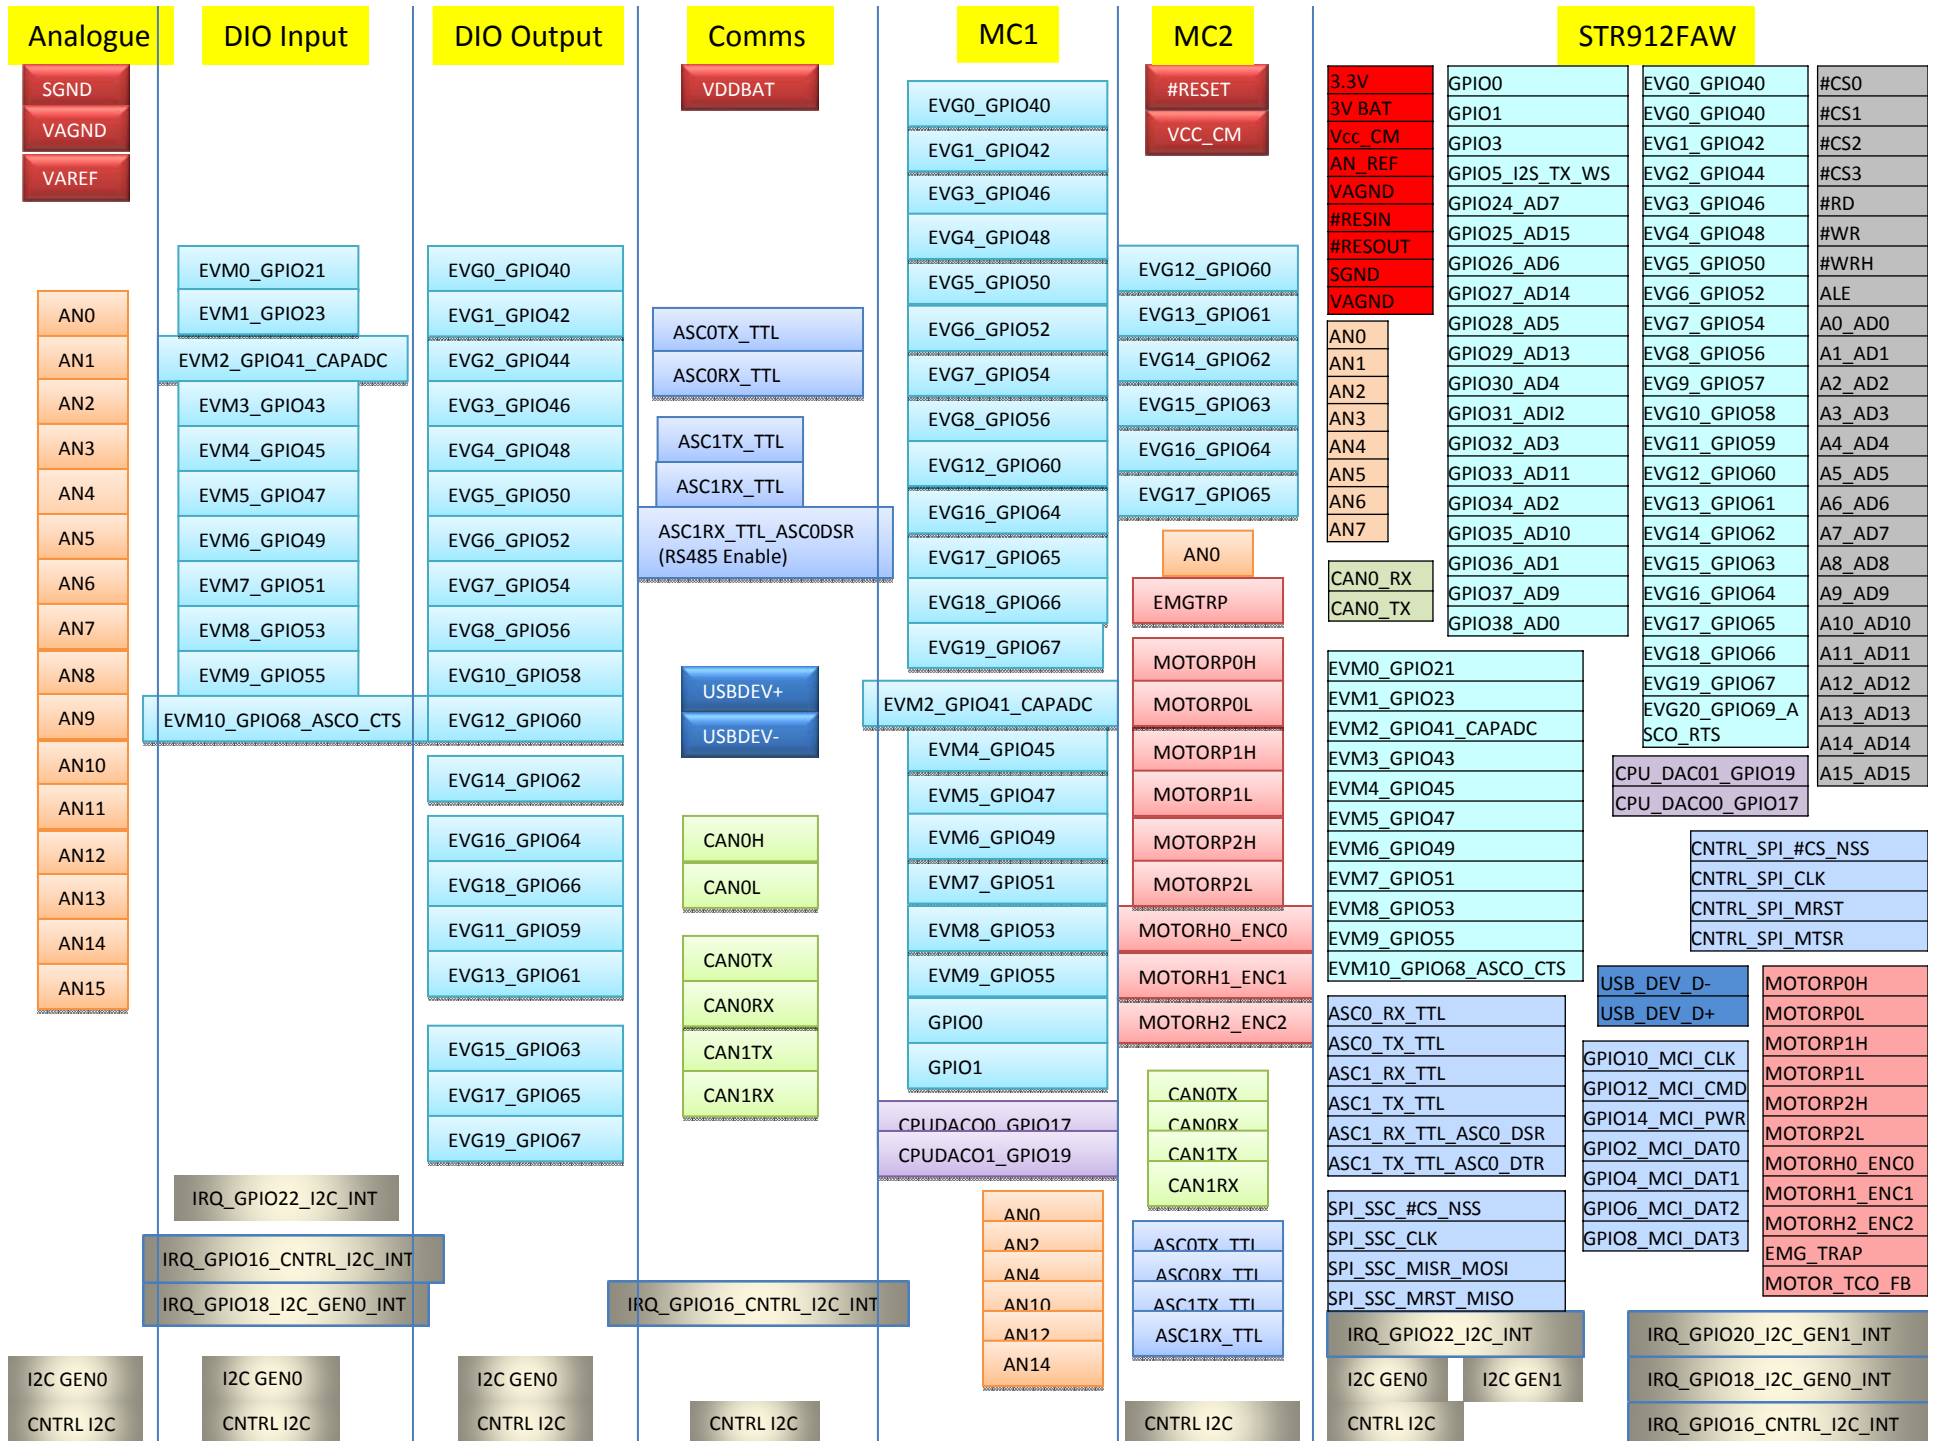 Analogue
SGND
VAGND
VAREF
AN0
AN1
AN2
AN3
AN4
AN5
AN6
AN7
AN8
AN9
AN10
AN11
AN12
AN13
AN14
AN15
I2C GEN0
CNTRL I2C
DIO Input
EVM0_GPIO21
EVM1_GPIO23
EVM2_GPIO41_CAPADC
EVM3_GPIO43
EVM4_GPIO45
EVM5_GPIO47
EVM6_GPIO49
EVM7_GPIO51
EVM8_GPIO53
EVM9_GPIO55
EVM10_GPIO68_ASCO_CTS
IRQ_GPIO22_I2C_INT
IRQ_GPIO16_CNTRL_I2C_INT
IRQ_GPIO18_I2C_GEN0_INT
I2C GEN0
CNTRL I2C
DIO Output
EVG0_GPIO40
EVG1_GPIO42
EVG2_GPIO44
EVG3_GPIO46
EVG4_GPIO48
EVG5_GPIO50
EVG6_GPIO52
EVG7_GPIO54
EVG8_GPIO56
EVG10_GPIO58
EVG12_GPIO60
EVG14_GPIO62
EVG16_GPIO64
EVG18_GPIO66
EVG11_GPIO59
EVG13_GPIO61
EVG15_GPIO63
EVG17_GPIO65
EVG19_GPIO67
I2C GEN0
CNTRL I2C
Comms
VDDBAT
ASC0TX_TTL
ASC0RX_TTL
ASC1TX_TTL
ASC1RX_TTL
ASC1RX_TTL_ASC0DSR
(RS485 Enable)
USBDEV+
USBDEV-
CAN0H
CAN0L
CAN0TX
CAN0RX
CAN1TX
CAN1RX
IRQ_GPIO16_CNTRL_I2C_INT
CNTRL I2C
MC1
EVG0_GPIO40
EVG1_GPIO42
EVG3_GPIO46
EVG4_GPIO48
EVG5_GPIO50
EVG6_GPIO52
EVG7_GPIO54
EVG8_GPIO56
EVG12_GPIO60
EVG16_GPIO64
EVG17_GPIO65
EVG18_GPIO66
EVG19_GPIO67
EVM2_GPIO41_CAPADC
EVM4_GPIO45
EVM5_GPIO47
EVM6_GPIO49
EVM7_GPIO51
EVM8_GPIO53
EVM9_GPIO55
GPIO0
GPIO1
CPUDACO0_GPIO17
CPUDACO1_GPIO19
AN0
AN2
AN4
AN10
AN12
AN14
MC2
#RESET
VCC_CM
EVG12_GPIO60
EVG13_GPIO61
EVG14_GPIO62
EVG15_GPIO63
EVG16_GPIO64
EVG17_GPIO65
AN0
EMGTRP
MOTORP0H
MOTORP0L
MOTORP1H
MOTORP1L
MOTORP2H
MOTORP2L
MOTORH0_ENC0
MOTORH1_ENC1
MOTORH2_ENC2
CAN0TX
CAN0RX
CAN1TX
CAN1RX
ASC0TX_TTL
ASC0RX_TTL
ASC1TX_TTL
ASC1RX_TTL
CNTRL I2C
STR912FAW
3.3V
3V BAT
Vcc_CM
AN_REF
VAGND
#RESIN
#RESOUT
SGND
VAGND
AN0
AN1
AN2
AN3
AN4
AN5
AN6
AN7
CAN0_RX
CAN0_TX
GPIO0
GPIO1
GPIO3
GPIO5_I2S_TX_WS
GPIO24_AD7
GPIO25_AD15
GPIO26_AD6
GPIO27_AD14
GPIO28_AD5
GPIO29_AD13
GPIO30_AD4
GPIO31_ADI2
GPIO32_AD3
GPIO33_AD11
GPIO34_AD2
GPIO35_AD10
GPIO36_AD1
GPIO37_AD9
GPIO38_AD0
EVG0_GPIO40
EVG0_GPIO40
EVG1_GPIO42
EVG2_GPIO44
EVG3_GPIO46
EVG4_GPIO48
EVG5_GPIO50
EVG6_GPIO52
EVG7_GPIO54
EVG8_GPIO56
EVG9_GPIO57
EVG10_GPIO58
EVG11_GPIO59
EVG12_GPIO60
EVG13_GPIO61
EVG14_GPIO62
EVG15_GPIO63
EVG16_GPIO64
EVG17_GPIO65
EVG18_GPIO66
EVG19_GPIO67
EVG20_GPIO69_A
SCO_RTS
#CS0
#CS1
#CS2
#CS3
#RD
#WR
#WRH
ALE
A0_AD0
A1_AD1
A2_AD2
A3_AD3
A4_AD4
A5_AD5
A6_AD6
A7_AD7
A8_AD8
A9_AD9
A10_AD10
A11_AD11
A12_AD12
A13_AD13
A14_AD14
A15_AD15
EVM0_GPIO21
EVM1_GPIO23
EVM2_GPIO41_CAPADC
EVM3_GPIO43
EVM4_GPIO45
EVM5_GPIO47
EVM6_GPIO49
EVM7_GPIO51
EVM8_GPIO53
EVM9_GPIO55
EVM10_GPIO68_ASCO_CTS
CPU_DAC01_GPIO19
CPU_DACO0_GPIO17
CNTRL_SPI_#CS_NSS
CNTRL_SPI_CLK
CNTRL_SPI_MRST
CNTRL_SPI_MTSR
ASC0_RX_TTL
ASC0_TX_TTL
ASC1_RX_TTL
ASC1_TX_TTL
ASC1_RX_TTL_ASC0_DSR
ASC1_TX_TTL_ASC0_DTR
USB_DEV_D-
USB_DEV_D+
GPIO10_MCI_CLK
GPIO12_MCI_CMD
GPIO14_MCI_PWR
GPIO2_MCI_DAT0
GPIO4_MCI_DAT1
GPIO6_MCI_DAT2
GPIO8_MCI_DAT3
MOTORP0H
MOTORP0L
MOTORP1H
MOTORP1L
MOTORP2H
MOTORP2L
MOTORH0_ENC0
MOTORH1_ENC1
MOTORH2_ENC2
EMG_TRAP
MOTOR_TCO_FB
SPI_SSC_#CS_NSS
SPI_SSC_CLK
SPI_SSC_MISR_MOSI
SPI_SSC_MRST_MISO
IRQ_GPIO22_I2C_INT
I2C GEN0
I2C GEN1
CNTRL I2C
IRQ_GPIO20_I2C_GEN1_INT
IRQ_GPIO18_I2C_GEN0_INT
IRQ_GPIO16_CNTRL_I2C_INT